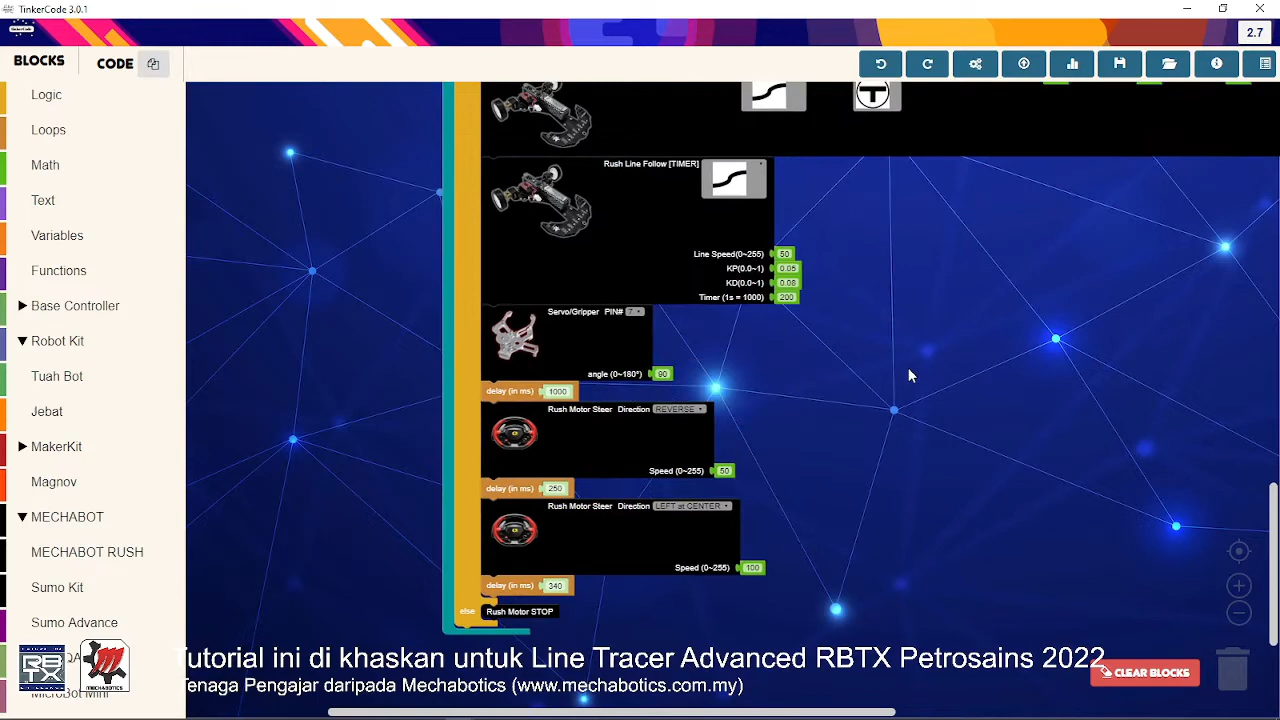 TinkerCode 3.0.1
2.7
BLOCKS
CODE
Logic
Loops
Math
Text
Variables
Functions
Base Controller
Robot Kit
Tuah Bot
Jebat
MakerKit
Magnov
MECHABOT
MECHABOT RUSH
Sumo Kit
Sumo Advance
T
Rush Line Follow [TIMER]
Line Speed(0~255) 50
KP(0.0~1) 0.05
KD(0.0~1) 0.08
Timer (1s = 1000) 200
Servo/Gripper PIN# 7
angle (0~180°) 90
delay (in ms) 1000
Rush Motor Steer Direction REVERSE
Speed (0~255) 50
delay (in ms) 250
Rush Motor Steer Direction LEFT at CENTER
Speed (0~255) 100
delay (in ms) 340
else Rush Motor STOP
RB
TX
MECHABOTICS
Tutorial ini di khaskan untuk Line Tracer Advanced RBTX Petrosains 2022
Tenaga Pengajar daripada Mechabotics (www.mechabotics.com.my)
CLEAR BLOCKS